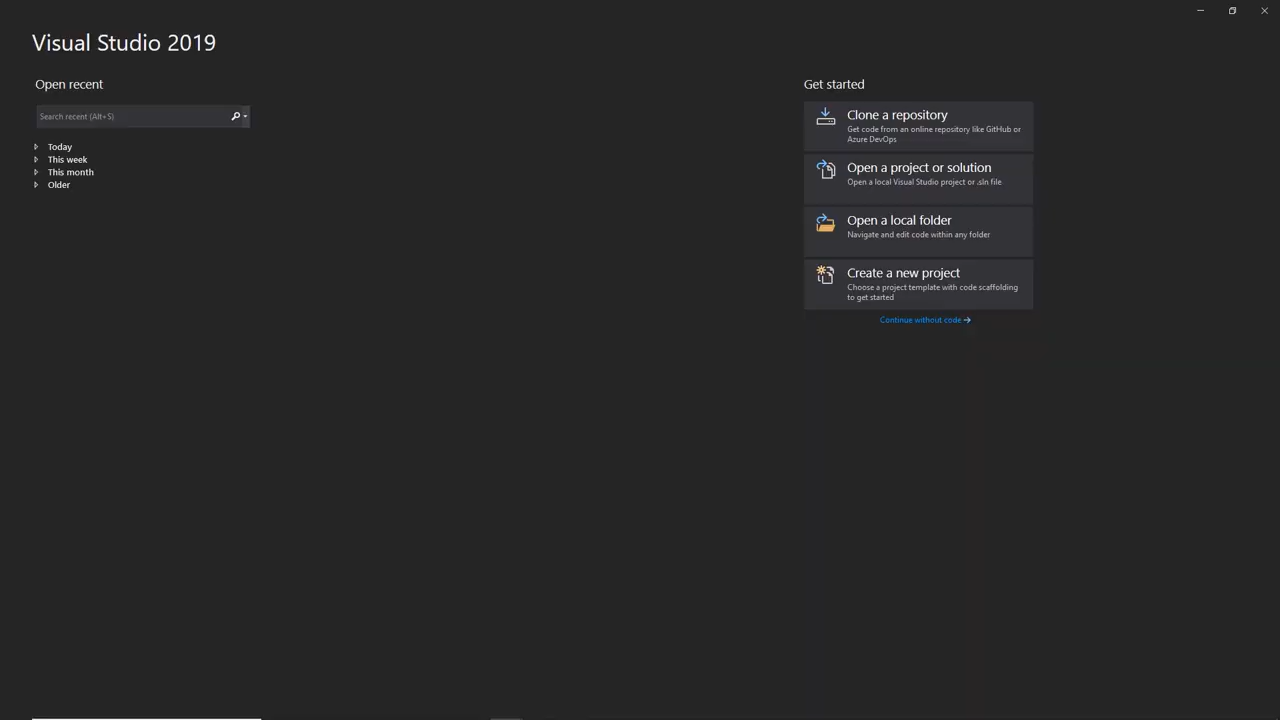 Visual Studio 2019
Open recent
Search recent (Alt+S)
Today
This week
This month
Older
Get started
Clone a repository
Get code from an online repository like GitHub or
Azure DevOps
Open a project or solution
Open a local Visual Studio project or .sln file
Open a local folder
Navigate and edit code within any folder
Create a new project
Choose a project template with code scaffolding
to get started
Continue without code